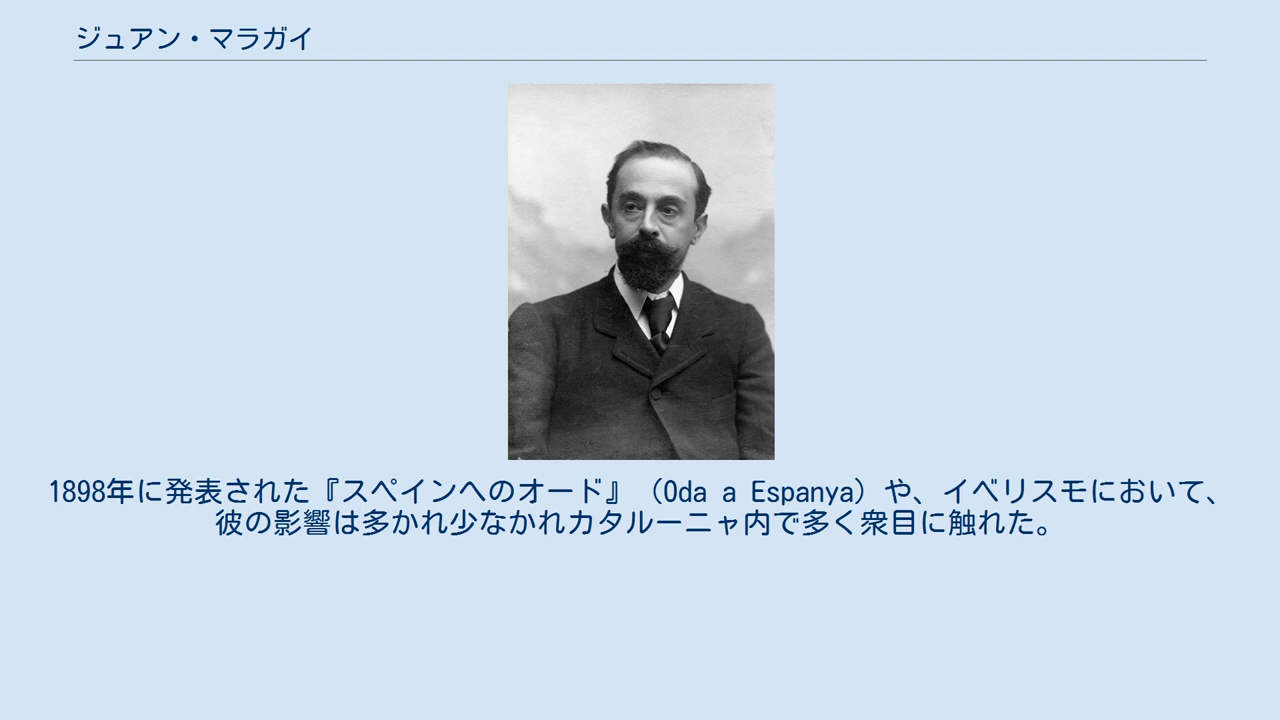 ジュアン・マラガイ
1898年に発表された『スペインへのオード』（Oda a Espanya）や、イベリスモにおいて、
彼の影響は多かれ少なかれカタルーニャ内で多く衆目に触れた。